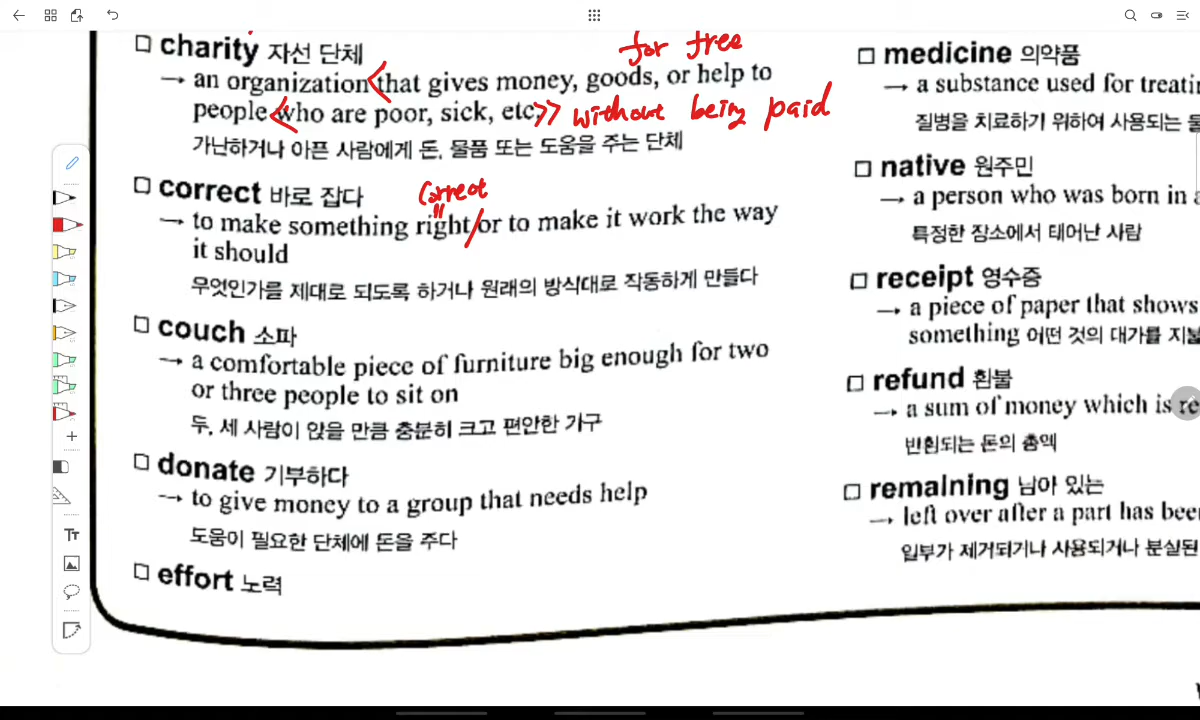 for free
□ charity 자선 단체
→ an organization that gives money, goods, or help to
people who are poor, sick, etc. without being paid
가난하거나 아픈 사람에게 돈, 물품 또는 도움을 주는 단체
□ correct 바로 잡다
Correct
→ to make something right/or to make it work the way
it should
무엇인가를 제대로 되도록 하거나 원래의 방식대로 작동하게 만들다
□ couch 소파
→ a comfortable piece of furniture big enough for two
or three people to sit on
두, 세 사람이 앉을 만큼 충분히 크고 편안한 가구
□ donate 기부하다
→ to give money to a group that needs help
도움이 필요한 단체에 돈을 주다
□ effort 노력
□ medicine 의약품
→ a substance used for
질병을 치료하기 위하여 사용되는
□ native 원주민
→ a person who was born in
특정한 장소에서 태어난 사람
□ receipt 영수증
→ a piece of paper that shows
something 어떤 것의 대가를
□ refund 환불
→ a sum of money which is
반환되는 돈의 총액
□ remaining 남아 있는
→ left over after a part has
일부가 제거되거나 사용되거나 분실된
Tt